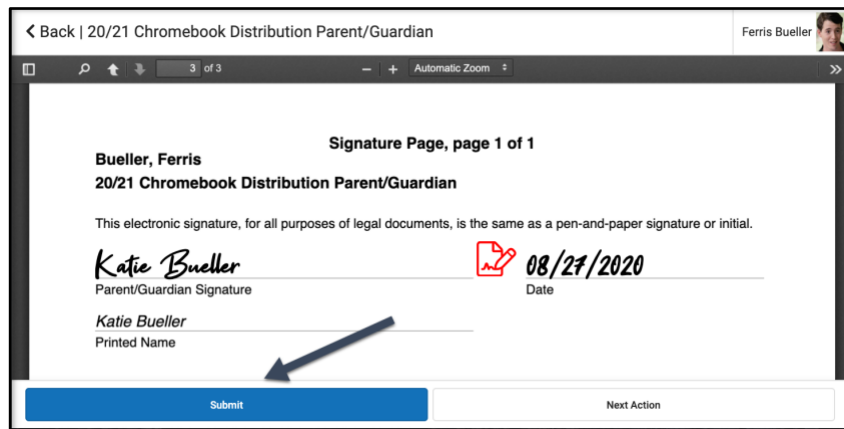 Back | 20/21 Chromebook Distribution Parent/Guardian
Ferris Bueller
3 of 3
Automatic Zoom
Signature Page, page 1 of 1
Bueller, Ferris
20/21 Chromebook Distribution Parent/Guardian
This electronic signature, for all purposes of legal documents, is the same as a pen-and-paper signature or initial.
Katie Bueller 08/27/2020
Parent/Guardian Signature Date
Katie Bueller
Printed Name
Submit Next Action